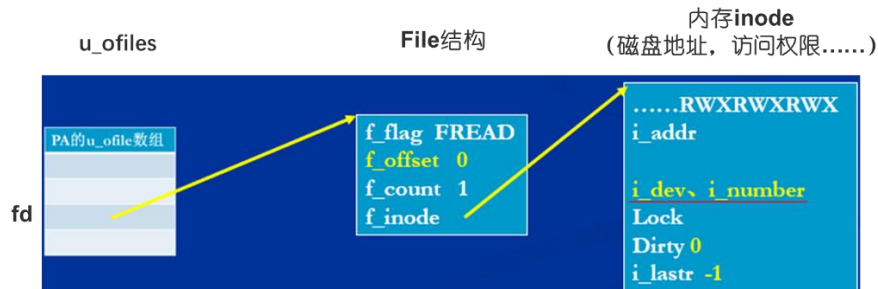 u_ofiles
File结构
内存inode
(磁盘地址，访问权限……)
PA的u_ofile数组
fd
f_flag FREAD
f_offset 0
f_count 1
f_inode
……RWXRWXRWX
i_addr
i_dev、i_number
Lock
Dirty 0
i_lastr -1